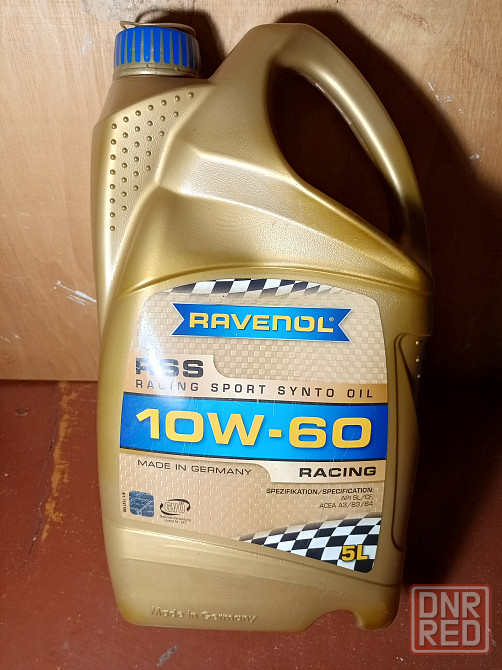 RAVENOL®
RSS
RACING SPORT SYNTO OIL
10W-60
MADE IN GERMANY
RACING
SPEZIFIKATION/SPECIFICATION:
API SL/CF,
ACEA A3/B3/B4
EVO
5L
Made in Germany
DNR
RED